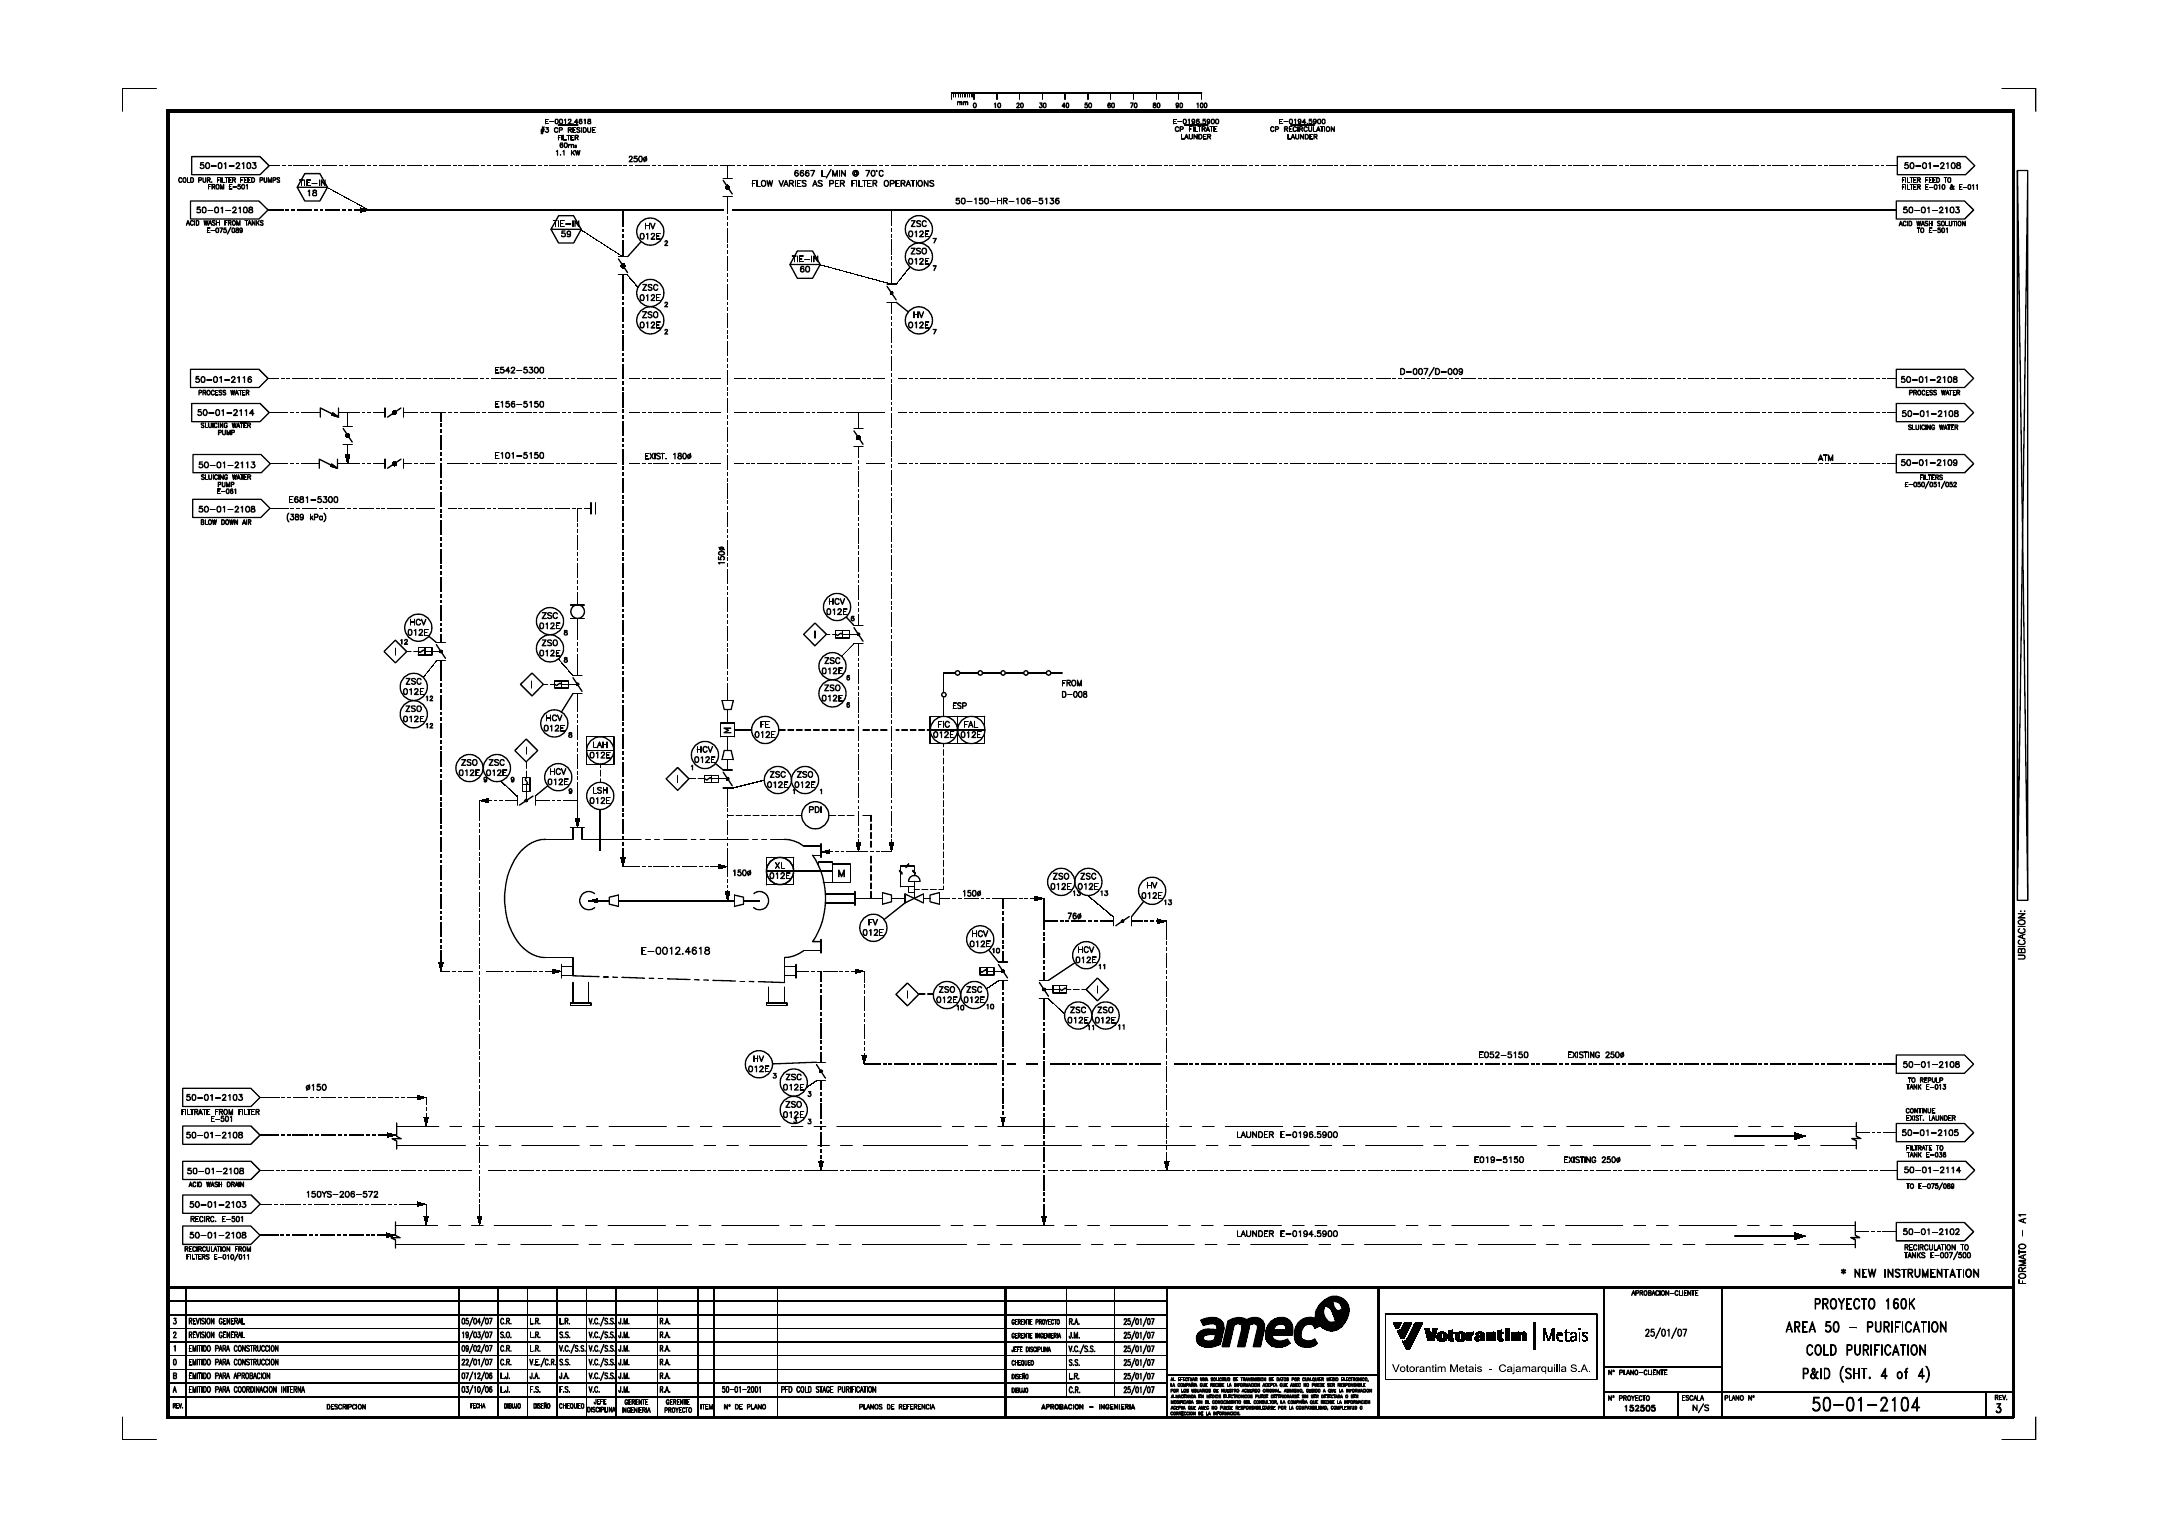 mm 0 10 20 30 40 50 60 70 80 90 100
E-0012.4618
#3 CP RESIDUE
FILTER
60m²
1.1 KW
E-0196.5900
CP FILTRATE
LAUNDER
E-0194.5900
CP RECIRCULATION
LAUNDER
50-01-2103
COLD PUR. FILTER FEED PUMPS
FROM E-501
250ø
6667 L/MIN @ 70°C
FLOW VARIES AS PER FILTER OPERATIONS
50-01-2108
FILTER FEED TO
FILTER E-010 & E-011
TIE-IN
18
50-01-2108
ACID WASH FROM TANKS
E-075/089
50-150-HR-106-5136
50-01-2103
ACID WASH SOLUTION
TO E-501
TIE-IN
59
HV
012E
2
ZSC
012E
2
ZSO
012E
2
TIE-IN
60
ZSC
012E
7
ZSO
012E
7
HV
012E
7
50-01-2116
PROCESS WATER
E542-5300
D-007/D-009
50-01-2108
PROCESS WATER
50-01-2114
SLUICING WATER
PUMP
E156-5150
50-01-2108
SLUICING WATER
50-01-2113
SLUICING WATER
PUMP
E-081
E101-5150
EXIST. 180ø
ATM
50-01-2109
FILTERS
E-050/051/052
50-01-2108
BLOW DOWN AIR
E681-5300
(389 kPa)
150ø
HCV
012E
12
I
ZSC
012E
12
ZSO
012E
12
ZSC
012E
8
ZSO
012E
8
I
HCV
012E
8
HCV
012E
6
I
ZSC
012E
6
ZSO
012E
6
FROM
D-008
ESP
FIC
012E
FAL
012E
M
FE
012E
LAH
012E
LSH
012E
I
ZSO
012E
9
ZSC
012E
9
HCV
012E
9
HCV
012E
1
I
ZSC
012E
1
ZSO
012E
1
PDI
XL
012E
M
150ø
E-0012.4618
FV
012E
150ø
76ø
ZSO
012E
13
ZSC
012E
13
HV
012E
13
HCV
012E
10
I
ZSO
012E
10
ZSC
012E
10
HCV
012E
11
I
ZSC
012E
11
ZSO
012E
11
HV
012E
3
ZSC
012E
3
ZSO
012E
3
E052-5150 EXISTING 250ø
50-01-2108
TO REPULP
TANK E-013
50-01-2103
FILTRATE FROM FILTER
E-501
ø150
50-01-2108
LAUNDER E-0196.5900
CONTINUE
EXIST. LAUNDER
50-01-2105
FILTRATE TO
TANK E-036
50-01-2108
ACID WASH DRAIN
E019-5150 EXISTING 250ø
50-01-2114
TO E-075/089
50-01-2103
RECIRC. E-501
150YS-206-572
50-01-2108
RECIRCULATION FROM
FILTERS E-010/011
LAUNDER E-0194.5900
50-01-2102
RECIRCULATION TO
TANKS E-007/500
* NEW INSTRUMENTATION
UBICACION:
FORMATO - A1
3 REVISION GENERAL 05/04/07 C.R. L.R. L.R. V.C./S.S. J.M. R.A.
2 REVISION GENERAL 19/03/07 S.O. L.R. S.S. V.C./S.S. J.M. R.A.
1 EMITIDO PARA CONSTRUCCION 09/02/07 C.R. L.R. V.C./S.S. V.C./S.S. J.M. R.A.
0 EMITIDO PARA CONSTRUCCION 22/01/07 C.R. V.E./C.R. S.S. V.C./S.S. J.M. R.A.
B EMITIDO PARA APROBACION 07/12/06 L.J. J.A. J.A. V.C./S.S. J.M. R.A.
A EMITIDO PARA COORDINACION INTERNA 03/10/06 L.J. F.S. F.S. V.C. J.M. R.A.
REV. DESCRIPCION FECHA DIBUJO DISEÑO CHEQUEO JEFE DISCIPLINA GERENTE INGENIERIA GERENTE PROYECTO
50-01-2001 PFD COLD STAGE PURIFICATION
ITEM N° DE PLANO PLANOS DE REFERENCIA
GERENTE PROYECTO R.A. 25/01/07
GERENTE INGENIERIA J.M. 25/01/07
JEFE DISCIPLINA V.C./S.S. 25/01/07
CHEQUEO S.S. 25/01/07
DISEÑO L.R. 25/01/07
DIBUJO C.R. 25/01/07
APROBACION - INGENIERIA
amec
Votorantim | Metais
Votorantim Metais - Cajamarquilla S.A.
APROBACION-CLIENTE
25/01/07
N° PLANO-CLIENTE
N° PROYECTO
152505
ESCALA
N/S
PROYECTO 160K
AREA 50 - PURIFICATION
COLD PURIFICATION
P&ID (SHT. 4 of 4)
PLANO N°
50-01-2104
REV.
3